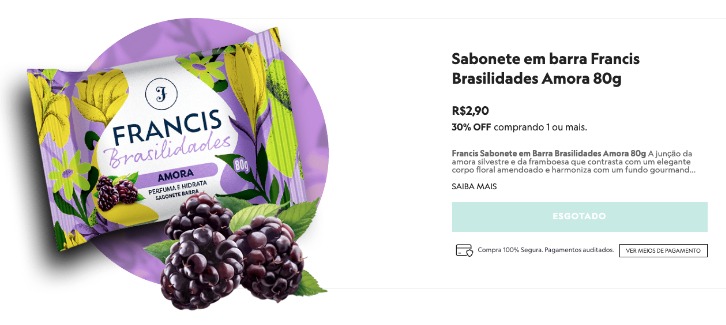 FRANCIS
Brasilidades
AMORA
80g
PERFUMA E HIDRATA
SABONETE BARRA
Sabonete em barra Francis
Brasilidades Amora 80g
R$2,90
30% OFF comprando 1 ou mais.
Francis Sabonete em Barra Brasilidades Amora 80g A junção da
amora silvestre e da framboesa que contrasta com um elegante
corpo floral amendoado e harmoniza com um fundo gourmand...
SAIBA MAIS
ESGOTADO
Compra 100% Segura. Pagamentos auditados.
VER MEIOS DE PAGAMENTO